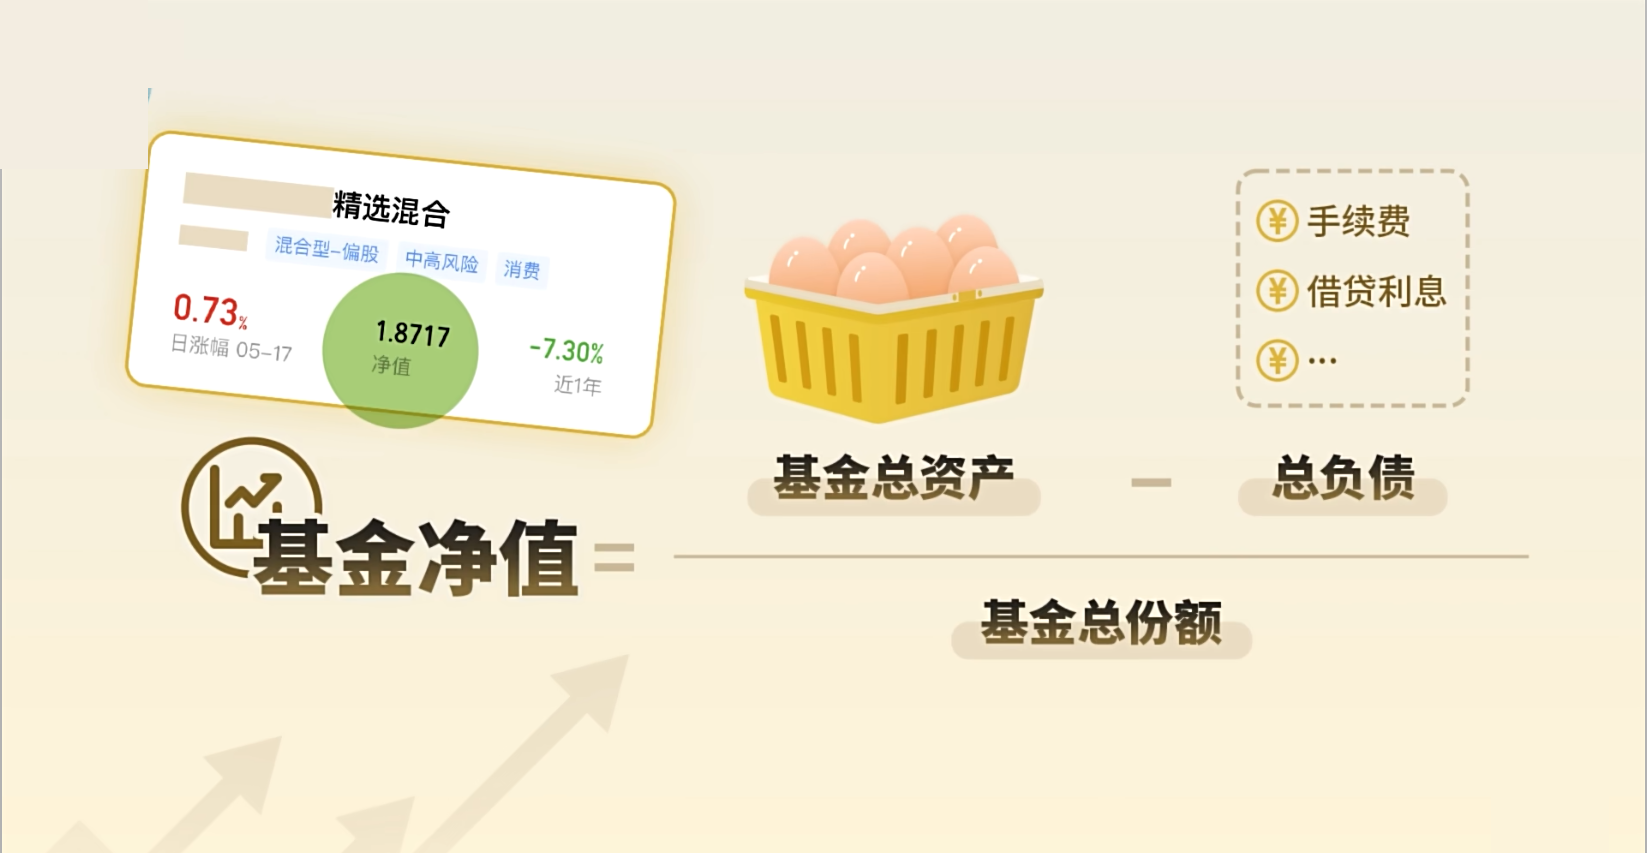 精选混合
混合型-偏股 中高风险 消费
0.73% 1.8717 -7.30%
日涨幅 05-17 净值 近1年
¥ 手续费
¥ 借贷利息
¥ ...
基金总资产 - 总负债
基金净值 =
基金总份额